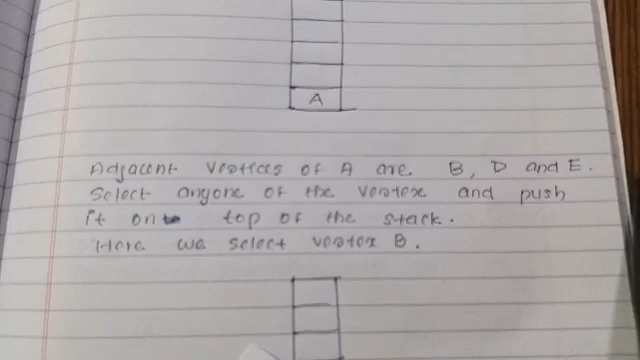 A
Adjacent vertices of A are B, D and E.
Select anyone of the vertex and push
it on top of the stack.
Here we select vertex B.